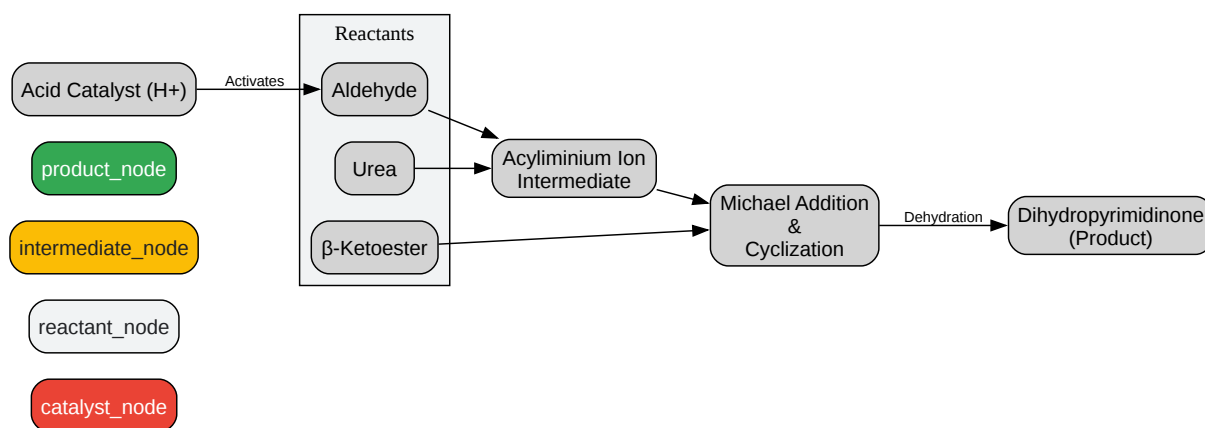 Reactants
Acid Catalyst (H+)
Activates
Aldehyde
product_node
Urea
Acyliminium Ion
Intermediate
intermediate_node
β-Ketoester
Michael Addition
&
Cyclization
Dehydration
Dihydropyrimidinone
(Product)
reactant_node
catalyst_node